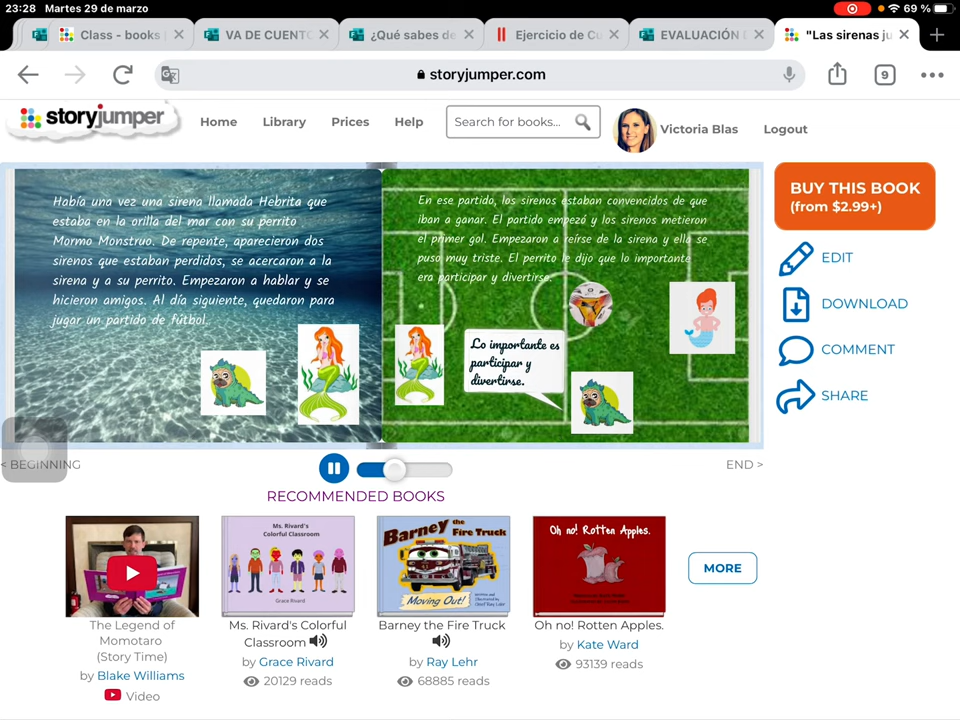 23:28 Martes 29 de marzo
69 %
Class - books
VA DE CUENT
¿Qué sabes de
Ejercicio de Cu
EVALUACIÓN
"Las sirenas ju
storyjumper.com
9
storyjumper
Home
Library
Prices
Help
Search for books...
Victoria Blas
Logout
Había una vez una sirena llamada Hebrita que
estaba en la orilla del mar con su perrito
Mormo Monstruo. De repente, aparecieron dos
sirenos que estaban perdidos, se acercaron a la
sirena y a su perrito. Empezaron a hablar y se
hicieron amigos. Al día siguiente, quedaron para
jugar un partido de fútbol.
En ese partido, los sirenos estaban convencidos de que
iban a ganar. El partido empezó y los sirenos metieron
el primer gol. Empezaron a reírse de la sirena y ella se
puso muy triste. El perrito le dijo que lo importante
era participar y divertirse.
Lo importante es
participar y
divertirse.
BUY THIS BOOK
(from $2.99+)
EDIT
DOWNLOAD
COMMENT
SHARE
< BEGINNING
END >
RECOMMENDED BOOKS
Ms. Rivard's
Colorful Classroom
Grace Rivard
Barney the
Fire Truck
Moving Out!
Oh no! Rotten Apples.
MORE
The Legend of
Momotaro
(Story Time)
by Blake Williams
Video
Ms. Rivard's Colorful
Classroom
by Grace Rivard
20129 reads
Barney the Fire Truck
by Ray Lehr
68885 reads
Oh no! Rotten Apples.
by Kate Ward
93139 reads